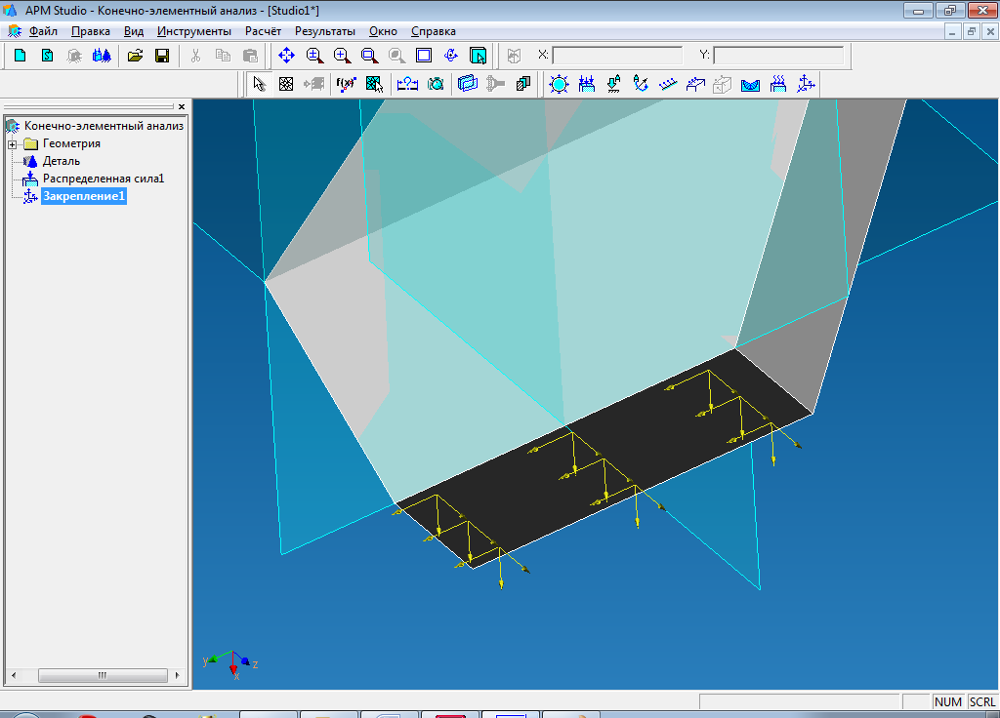 APM Studio - Конечно-элементный анализ - [Studio1*]
Файл Правка Вид Инструменты Расчёт Результаты Окно Справка
X: Y:
f(x)
Конечно-элементный анализ
Геометрия
Деталь
Распределенная сила1
Закрепление1
y x z
NUM SCRL